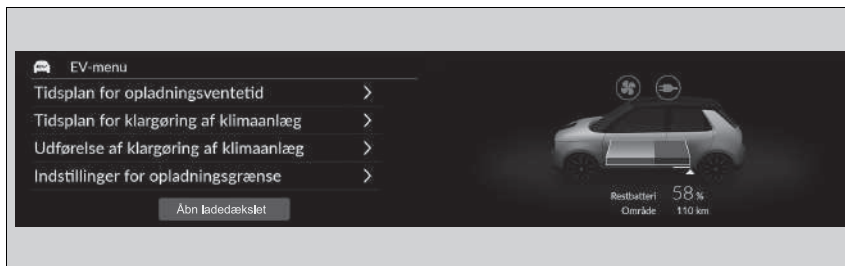 EV-menu
Tidsplan for opladningsventetid
Tidsplan for klargøring af klimaanlæg
Udførelse af klargøring af klimaanlæg
Indstillinger for opladningsgrænse
Åbn ladedækslet
Restbatteri 58 %
Område 110 km